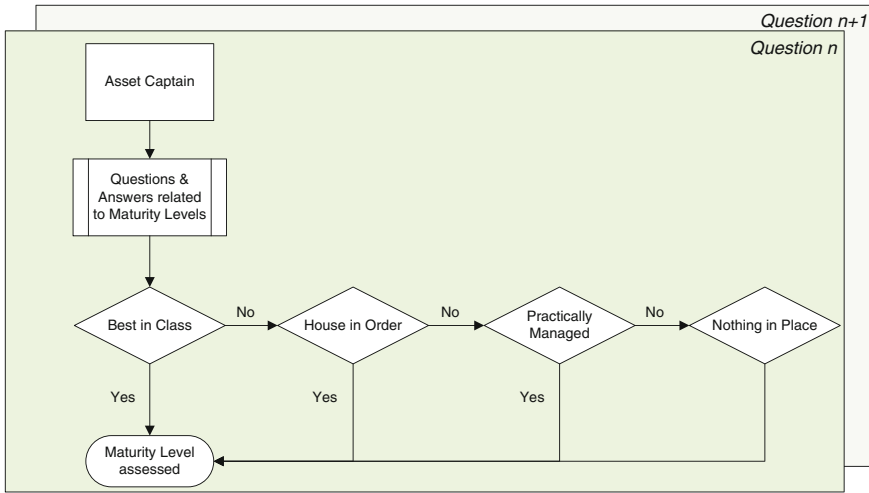 Question n+1
Question n
Asset Captain
Questions &
Answers related
to Maturity Levels
Best in Class
No
House in Order
No
Practically
Managed
No
Nothing in Place
Yes
Yes
Yes
Maturity Level
assessed